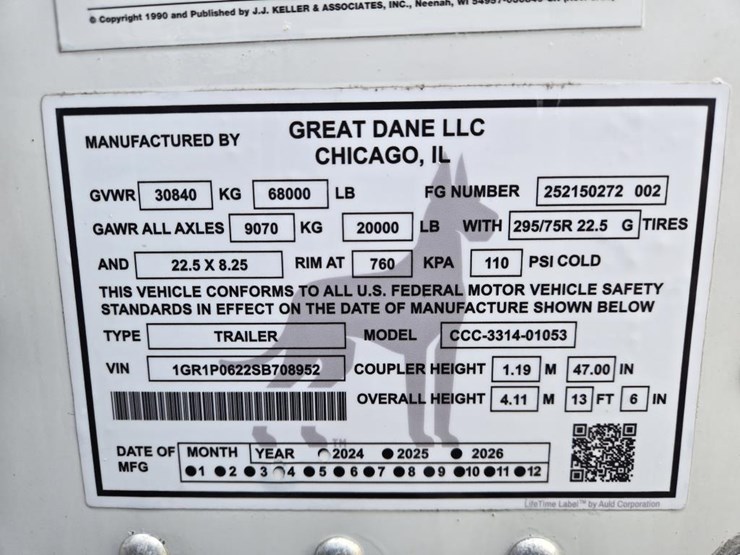 © Copyright 1990 and Published by J.J. KELLER & ASSOCIATES, INC., Neenah, WI
MANUFACTURED BY GREAT DANE LLC
CHICAGO, IL
GVWR 30840 KG 68000 LB FG NUMBER 252150272 002
GAWR ALL AXLES 9070 KG 20000 LB WITH 295/75R 22.5 G TIRES
AND 22.5 X 8.25 RIM AT 760 KPA 110 PSI COLD
THIS VEHICLE CONFORMS TO ALL U.S. FEDERAL MOTOR VEHICLE SAFETY
STANDARDS IN EFFECT ON THE DATE OF MANUFACTURE SHOWN BELOW
TYPE TRAILER MODEL CCC-3314-01053
VIN 1GR1P0622SB708952 COUPLER HEIGHT 1.19 M 47.00 IN
OVERALL HEIGHT 4.11 M 13 FT 6 IN
TM
DATE OF MFG MONTH YEAR 2024 2025 2026
1 2 3 4 5 6 7 8 9 10 11 12
LifeTime Label™ by Auld Corporation